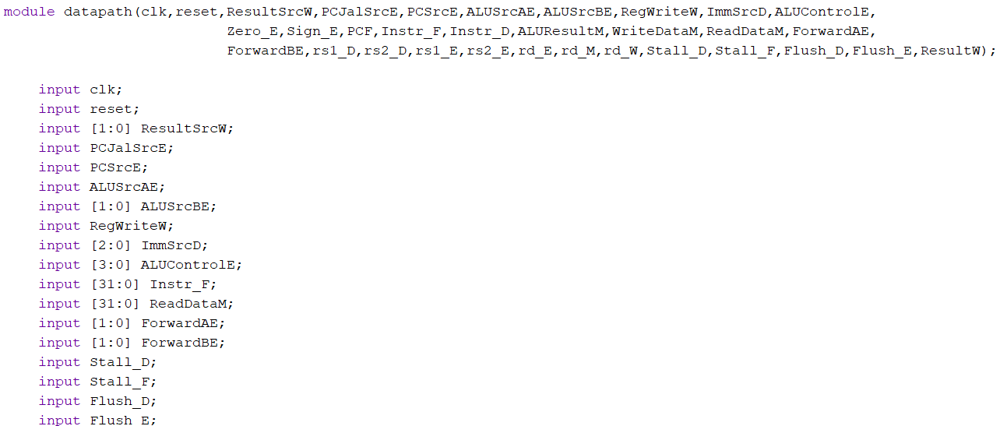 module datapath(clk,reset,ResultSrcW,PCJalSrcE,PCSrcE,ALUSrcAE,ALUSrcBE,RegWriteW,ImmSrcD,ALUControlE,
Zero_E,Sign_E,PCF,Instr_F,Instr_D,ALUResultM,WriteDataM,ReadDataM,ForwardAE,
ForwardBE,rs1_D,rs2_D,rs1_E,rs2_E,rd_E,rd_M,rd_W,Stall_D,Stall_F,Flush_D,Flush_E,ResultW);
input clk;
input reset;
input [1:0] ResultSrcW;
input PCJalSrcE;
input PCSrcE;
input ALUSrcAE;
input [1:0] ALUSrcBE;
input RegWriteW;
input [2:0] ImmSrcD;
input [3:0] ALUControlE;
input [31:0] Instr_F;
input [31:0] ReadDataM;
input [1:0] ForwardAE;
input [1:0] ForwardBE;
input Stall_D;
input Stall_F;
input Flush_D;
input Flush_E;